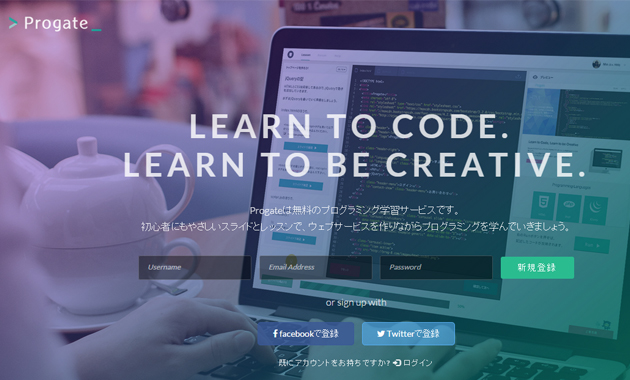 > Progate _
LEARN TO CODE.
LEARN TO BE CREATIVE.
Progateは無料のプログラミング学習サービスです。
初心者にもやさしいスライドとレッスンで、ウェブサービスを作りながらプログラミングを学んでいきましょう。
Username
Email Address
Password
新規登録
or sign up with
facebookで登録
Twitterで登録
既にアカウントをお持ちですか? ログイン